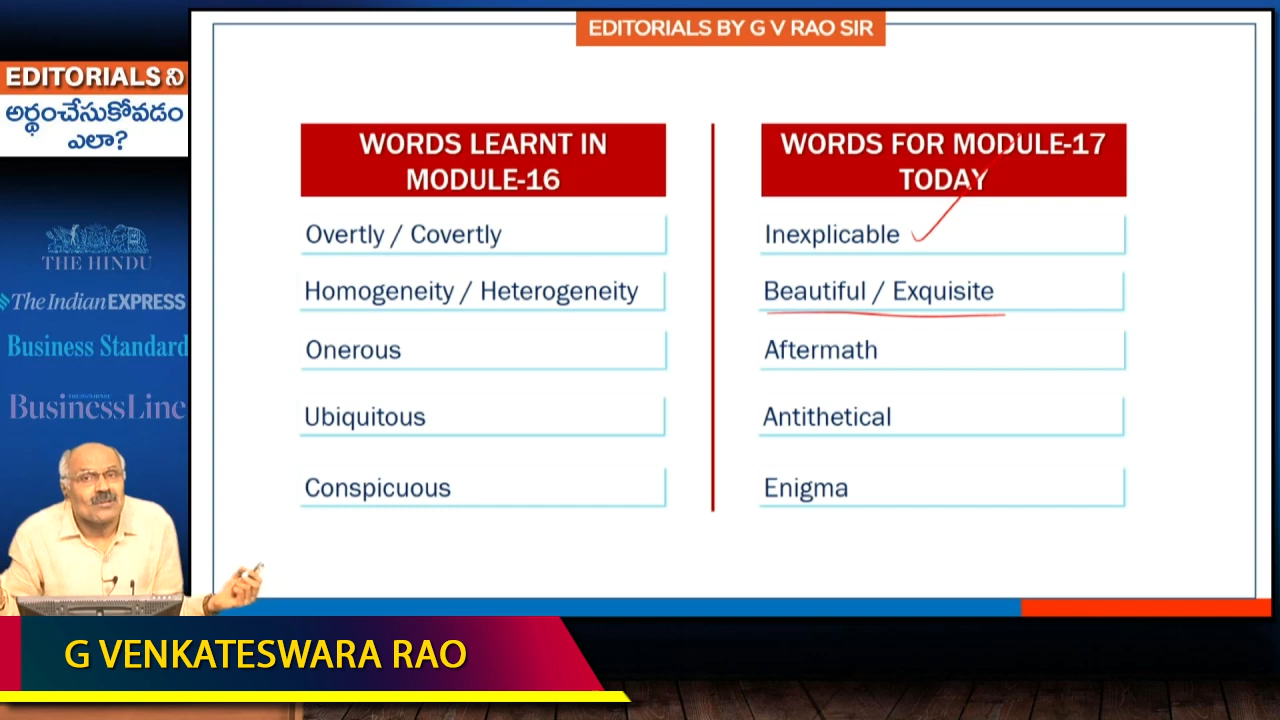 EDITORIALS BY G V RAO SIR
EDITORIALS ని
అర్థంచేసుకోవడం
ఎలా?
THE HINDU
The Indian EXPRESS
Business Standard
BusinessLine
WORDS LEARNT IN
MODULE-16
Overtly / Covertly
Homogeneity / Heterogeneity
Onerous
Ubiquitous
Conspicuous
WORDS FOR MODULE-17
TODAY
Inexplicable
Beautiful / Exquisite
Aftermath
Antithetical
Enigma
G VENKATESWARA RAO